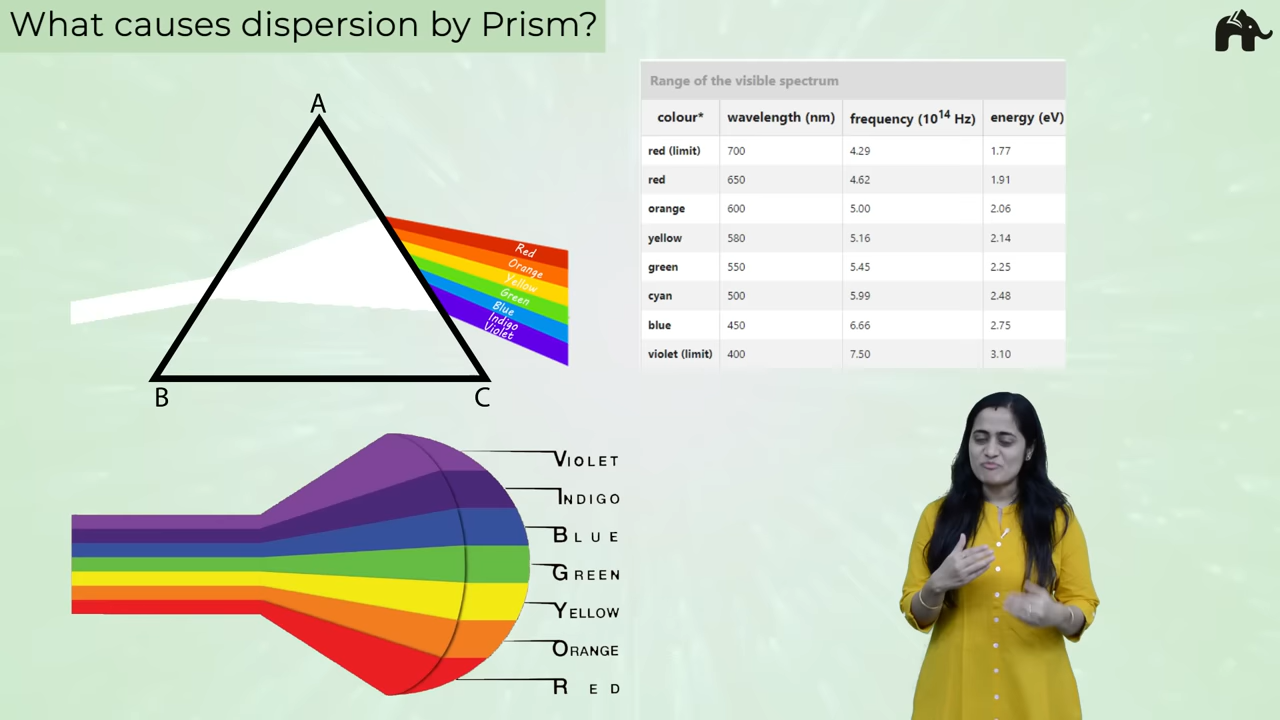 What causes dispersion by Prism?
A
B
C
Red
Orange
Yellow
Green
Blue
Indigo
Violet
Range of the visible spectrum
colour* wavelength (nm) frequency (10¹⁴ Hz) energy (eV)
red (limit) 700 4.29 1.77
red 650 4.62 1.91
orange 600 5.00 2.06
yellow 580 5.16 2.14
green 550 5.45 2.25
cyan 500 5.99 2.48
blue 450 6.66 2.75
violet (limit) 400 7.50 3.10
VIOLET
INDIGO
BLUE
GREEN
YELLOW
ORANGE
RED